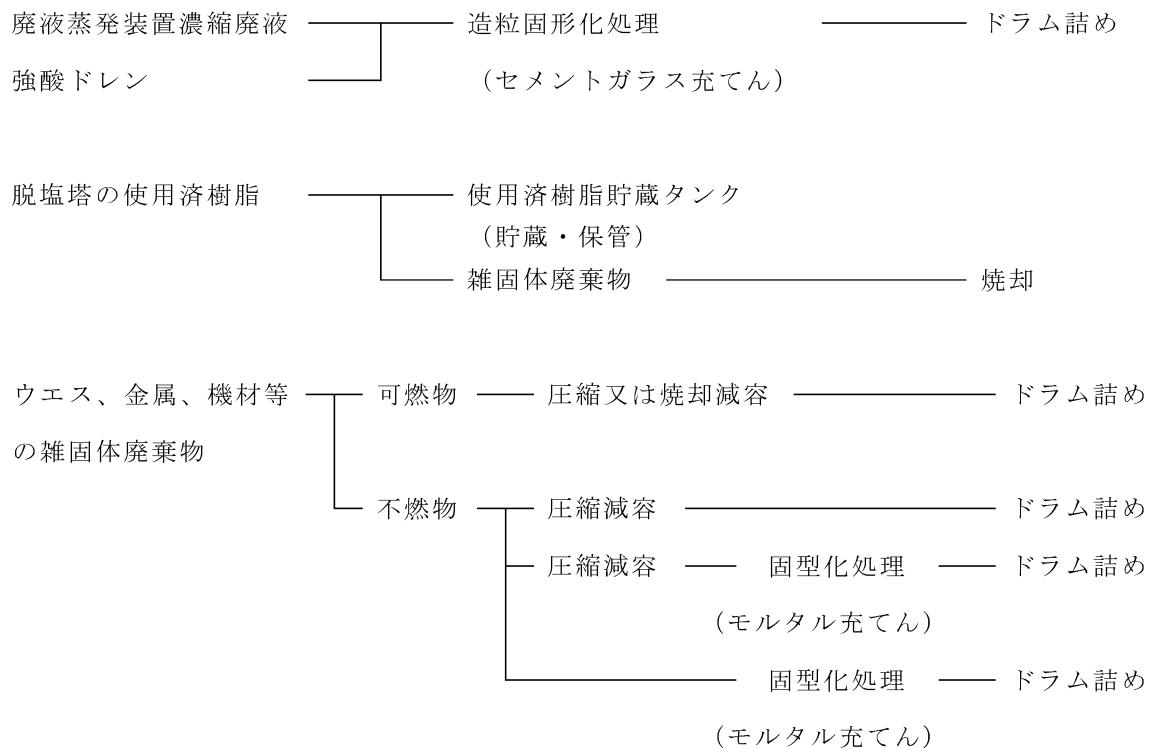 廃液蒸発装置濃縮廃液 造粒固形化処理 ドラム詰め
強酸ドレン （セメントガラス充てん）
脱塩塔の使用済樹脂 使用済樹脂貯蔵タンク
（貯蔵・保管）
雑固体廃棄物 焼却
ウエス、金属、機材等 可燃物 圧縮又は焼却減容 ドラム詰め
の雑固体廃棄物
不燃物 圧縮減容 ドラム詰め
圧縮減容 固型化処理 ドラム詰め
（モルタル充てん）
固型化処理 ドラム詰め
（モルタル充てん）